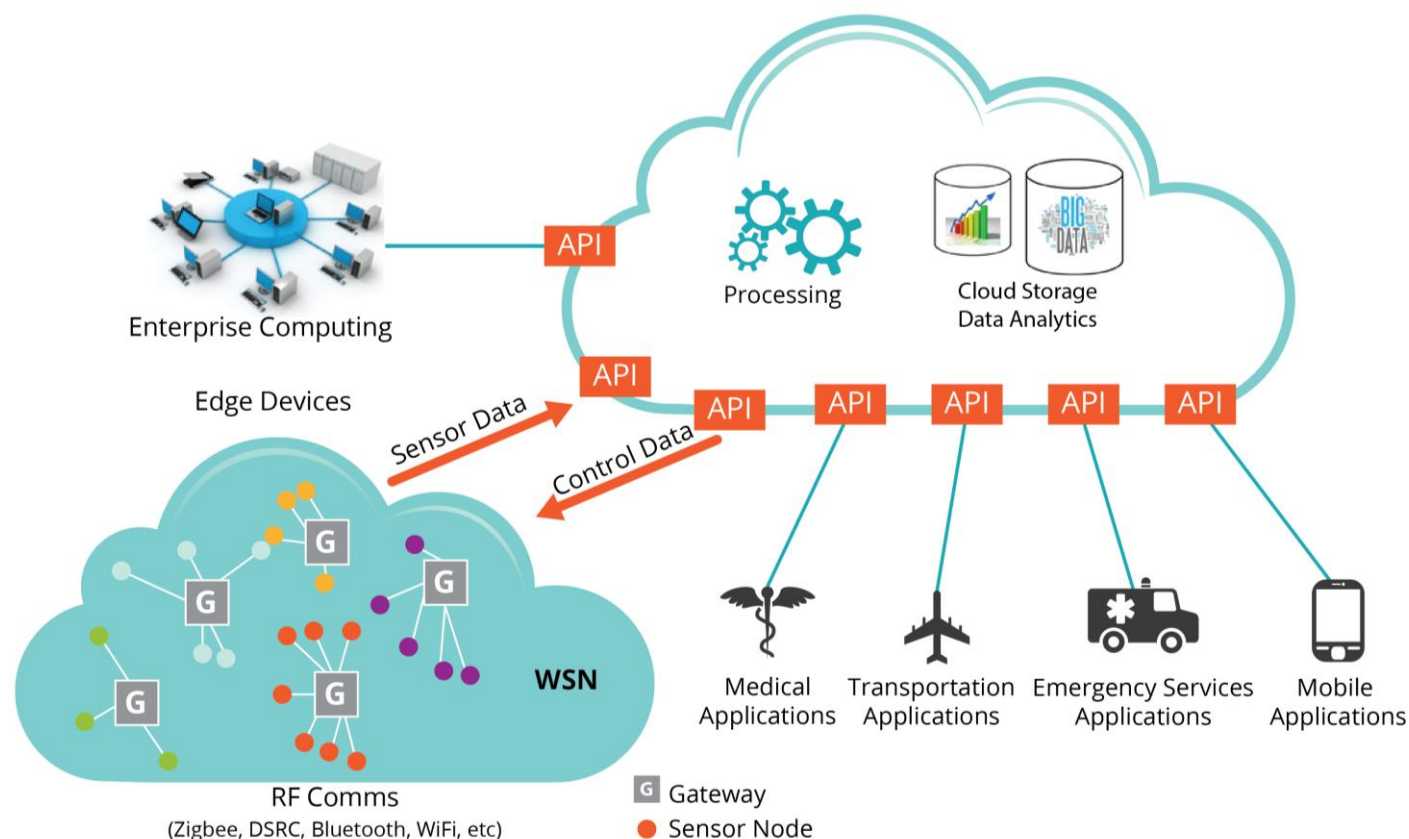 BIG
DATA
API
Processing
Cloud Storage
Data Analytics
Enterprise Computing
API
API
API
API
API
API
Edge Devices
Sensor Data
Control Data
G
G
G
G
G
WSN
Medical
Applications
Transportation
Applications
Emergency Services
Applications
Mobile
Applications
RF Comms
(Zigbee, DSRC, Bluetooth, WiFi, etc)
G Gateway
Sensor Node